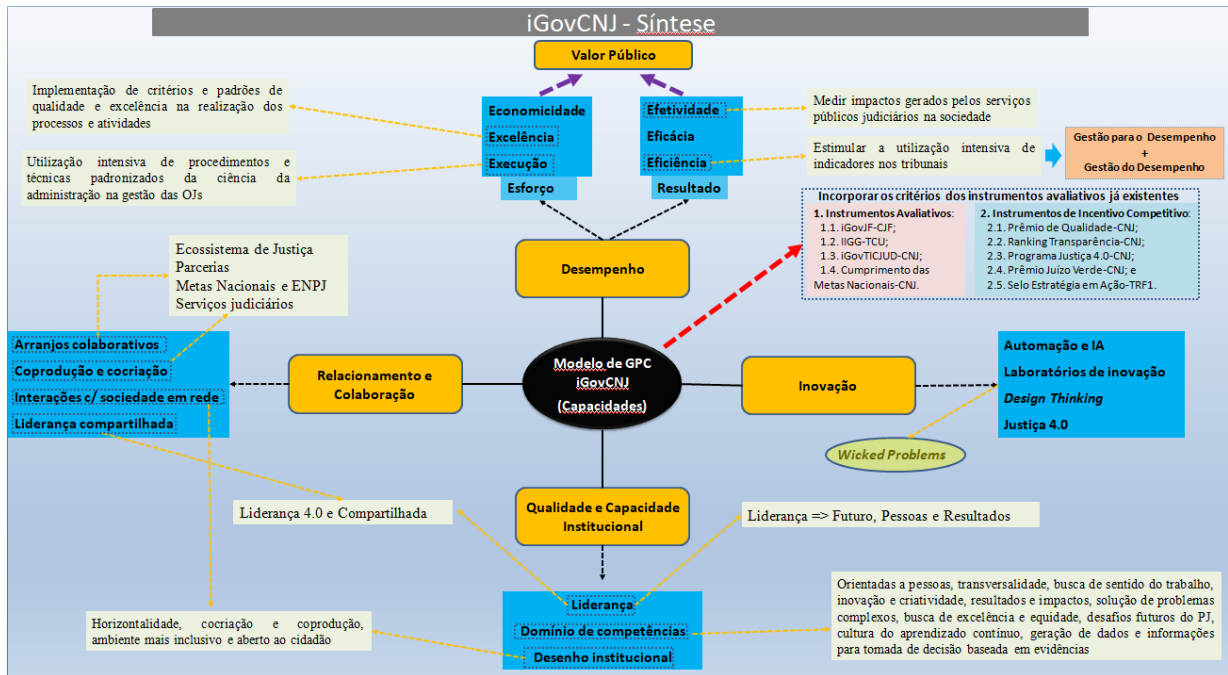 iGovCNJ - Síntese
Valor Público
Implementação de critérios e padrões de
qualidade e excelência na realização dos
processos e atividades
Utilização intensiva de procedimentos e
técnicas padronizados da ciência da
administração na gestão das OJs
Economicidade
Excelência
Execução
Esforço
Efetividade
Eficácia
Eficiência
Resultado
Medir impactos gerados pelos serviços
públicos judiciários na sociedade
Estimular a utilização intensiva de
indicadores nos tribunais
Gestão para o Desempenho
+
Gestão do Desempenho
Incorporar os critérios dos instrumentos avaliativos já existentes
1. Instrumentos Avaliativos:
1.1. iGovJF-CJF;
1.2. IIGG-TCU;
1.3. iGovTICJUD-CNJ;
1.4. Cumprimento das
Metas Nacionais-CNJ.
2. Instrumentos de Incentivo Competitivo:
2.1. Prêmio de Qualidade-CNJ;
2.2. Ranking Transparência-CNJ;
2.3. Programa Justiça 4.0-CNJ;
2.4. Prêmio Juízo Verde-CNJ; e
2.5. Selo Estratégia em Ação-TRF1.
Desempenho
Ecossistema de Justiça
Parcerias
Metas Nacionais e ENPJ
Serviços judiciários
Arranjos colaborativos
Coprodução e cocriação
Interações c/ sociedade em rede
Liderança compartilhada
Relacionamento e
Colaboração
Modelo de GPC
iGovCNJ
(Capacidades)
Inovação
Automação e IA
Laboratórios de inovação
Design Thinking
Justiça 4.0
Wicked Problems
Qualidade e Capacidade
Institucional
Liderança 4.0 e Compartilhada
Liderança => Futuro, Pessoas e Resultados
Liderança
Domínio de competências
Desenho institucional
Horizontalidade, cocriação e coprodução,
ambiente mais inclusivo e aberto ao cidadão
Orientadas a pessoas, transversalidade, busca de sentido do trabalho,
inovação e criatividade, resultados e impactos, solução de problemas
complexos, busca de excelência e equidade, desafios futuros do PJ,
cultura do aprendizado contínuo, geração de dados e informações
para tomada de decisão baseada em evidências